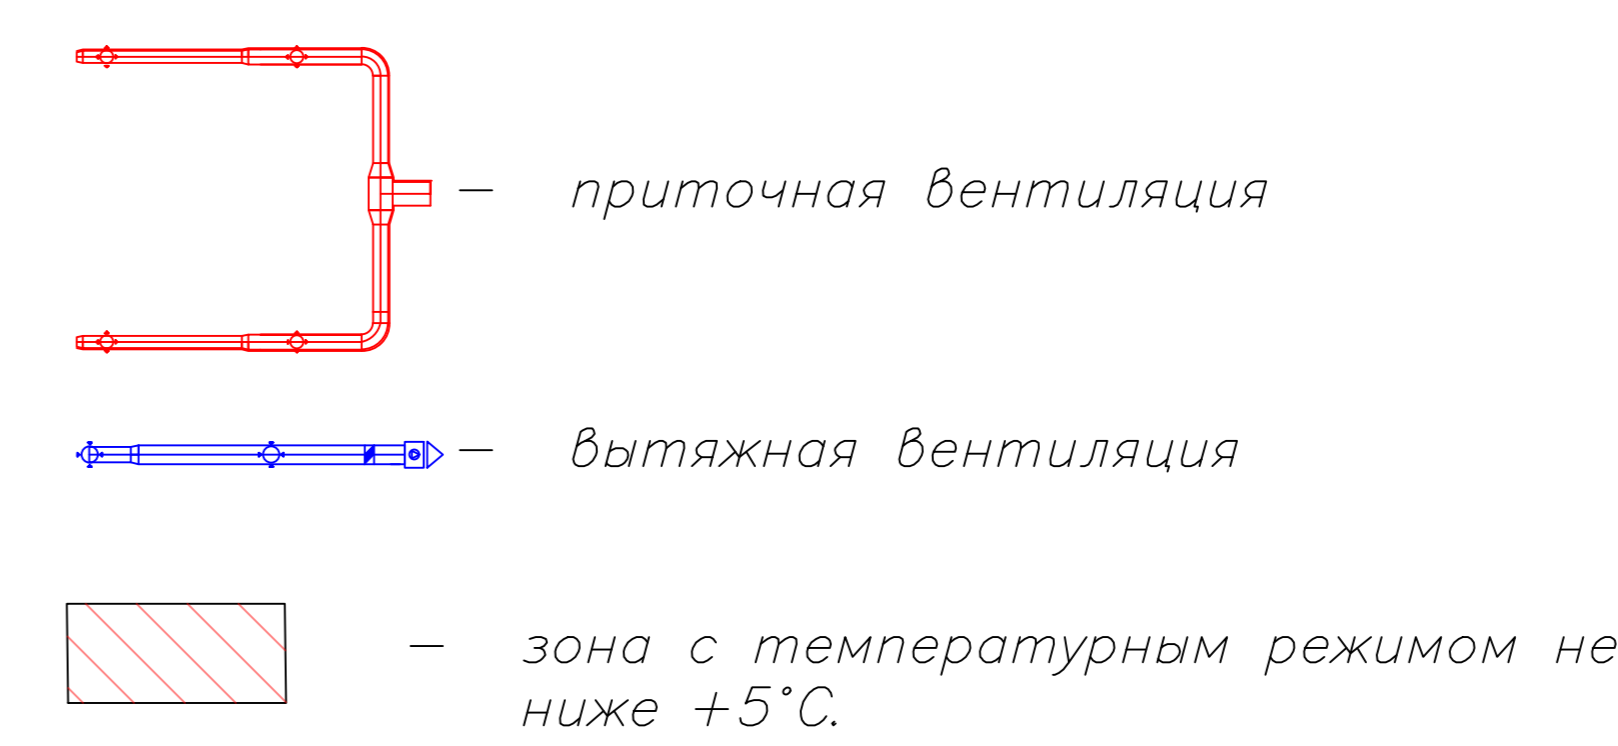 — приточная вентиляция
— вытяжная вентиляция
— зона с температурным режимом не
ниже +5°С.